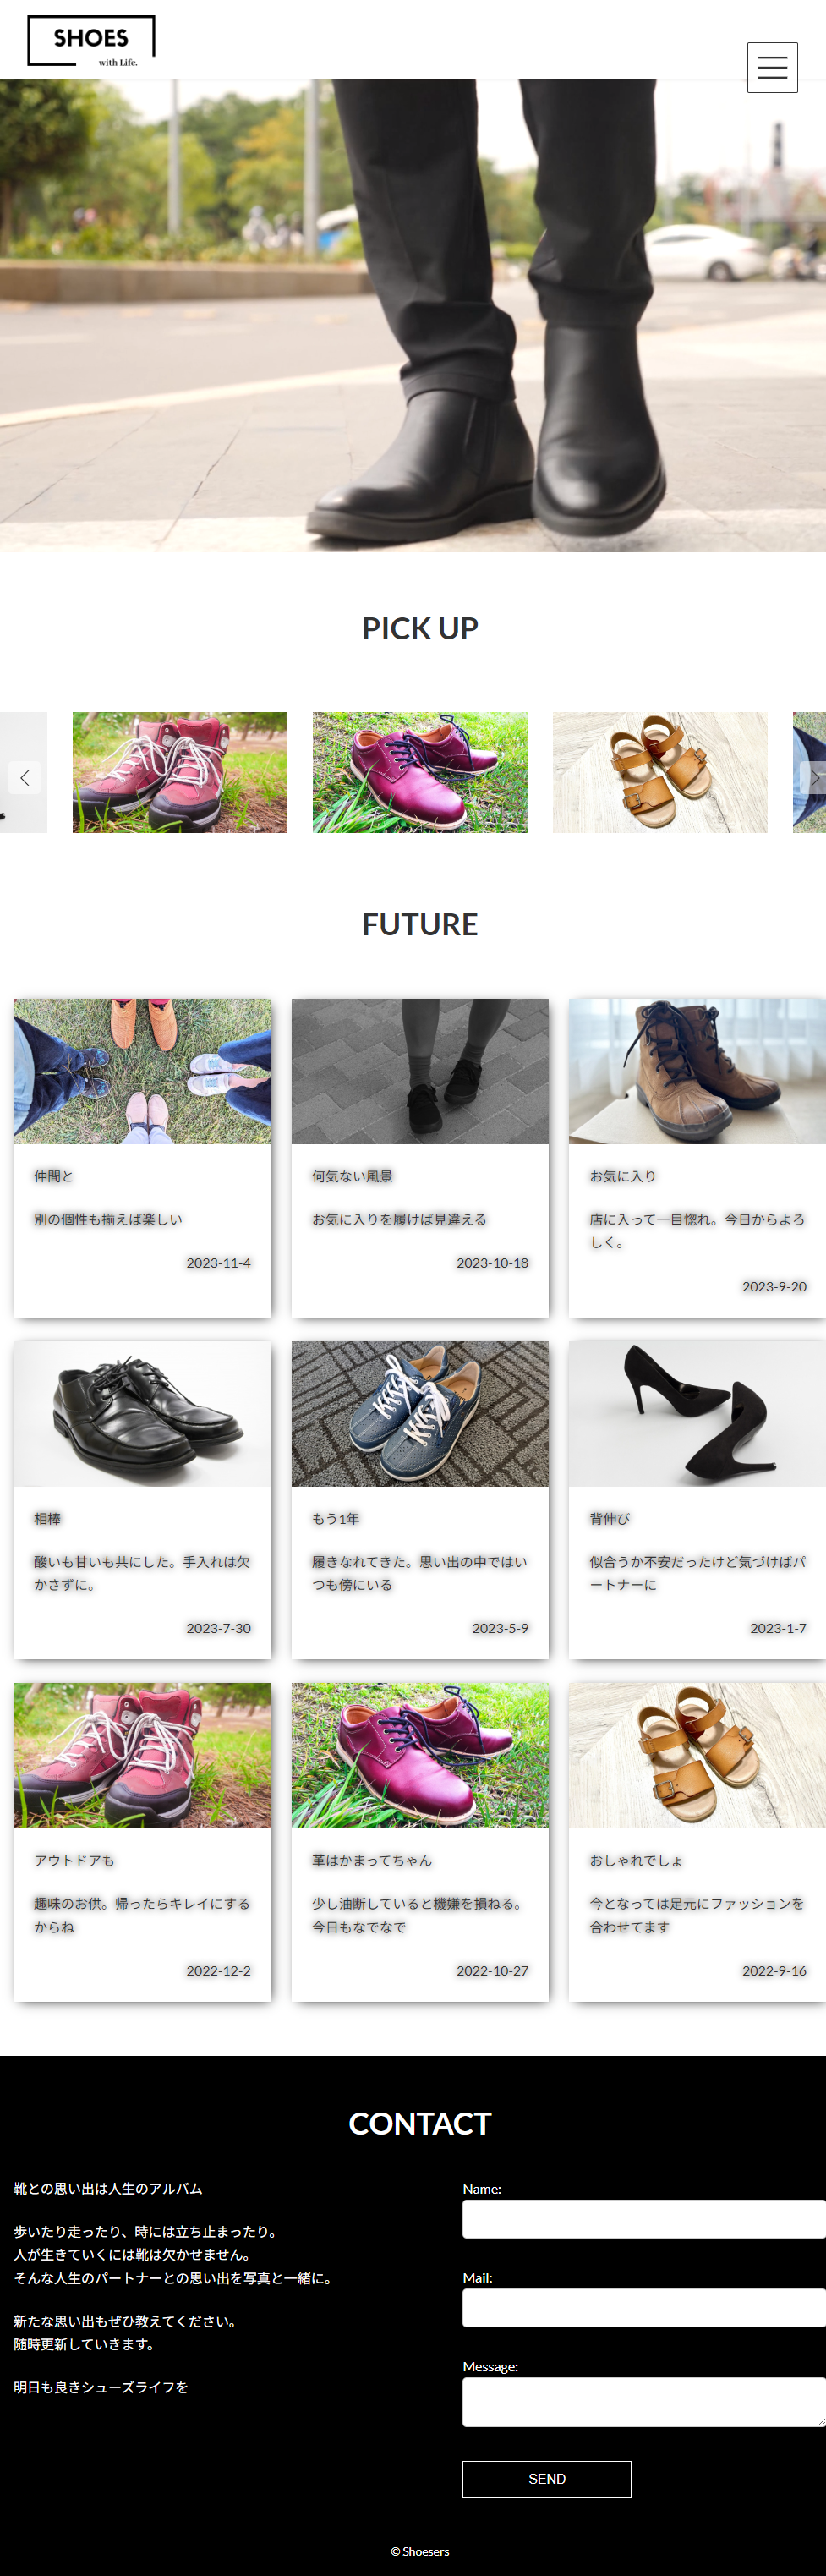 SHOES
with Life.
PICK UP
FUTURE
仲間と
別の個性も揃えば楽しい
2023-11-4
何気ない風景
お気に入りを履けば見違える
2023-10-18
お気に入り
店に入って一目惚れ。今日からよろ
しく。
2023-9-20
相棒
酸いも甘いも共にした。手入れは欠
かさずに。
2023-7-30
もう1年
履きなれてきた。思い出の中ではい
つも傍にいる
2023-5-9
背伸び
似合うか不安だったけど気づけばパ
ートナーに
2023-1-7
アウトドアも
趣味のお供。帰ったらキレイにする
からね
2022-12-2
革はかまってちゃん
少し油断していると機嫌を損ねる。
今日もなでなで
2022-10-27
おしゃれでしょ
今となっては足元にファッションを
合わせてます
2022-9-16
CONTACT
靴との思い出は人生のアルバム
歩いたり走ったり、時には立ち止まったり。
人が生きていくには靴は欠かせません。
そんな人生のパートナーとの思い出を写真と一緒に。
新たな思い出もぜひ教えてください。
随時更新していきます。
明日も良きシューズライフを
Name:
Mail:
Message:
SEND
© Shoesers